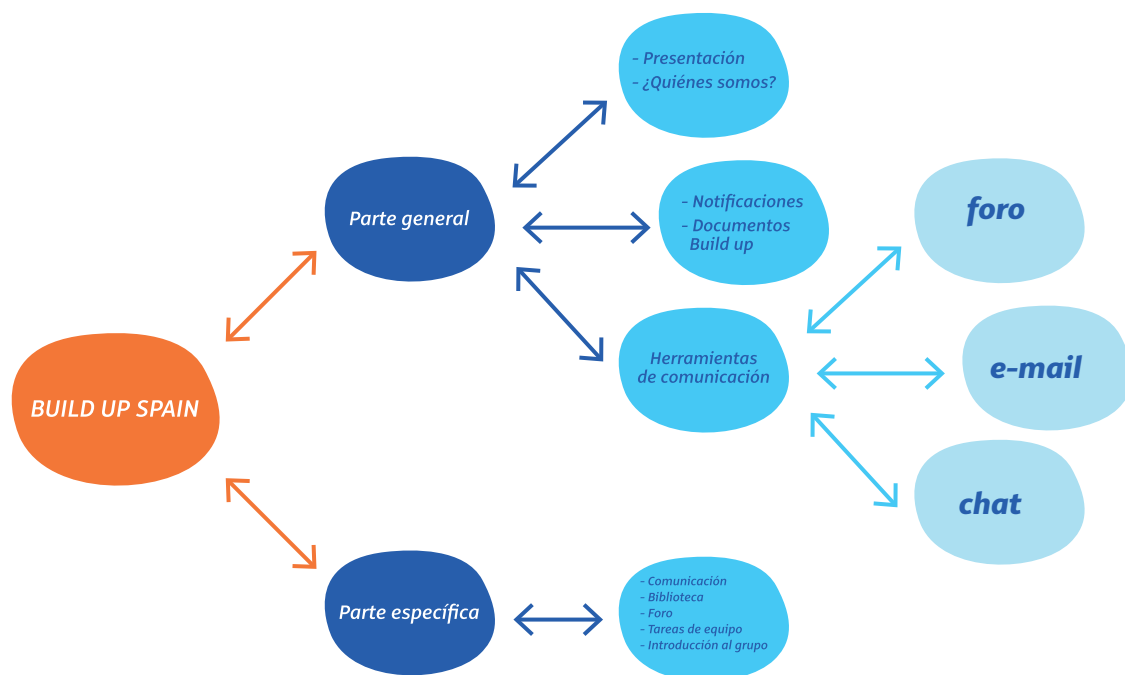 BUILD UP SPAIN
Parte general
- Presentación
- ¿Quiénes somos?
- Notificaciones
- Documentos
Build up
Herramientas
de comunicación
foro
e-mail
chat
Parte específica
- Comunicación
- Biblioteca
- Foro
- Tareas de equipo
- Introducción al grupo